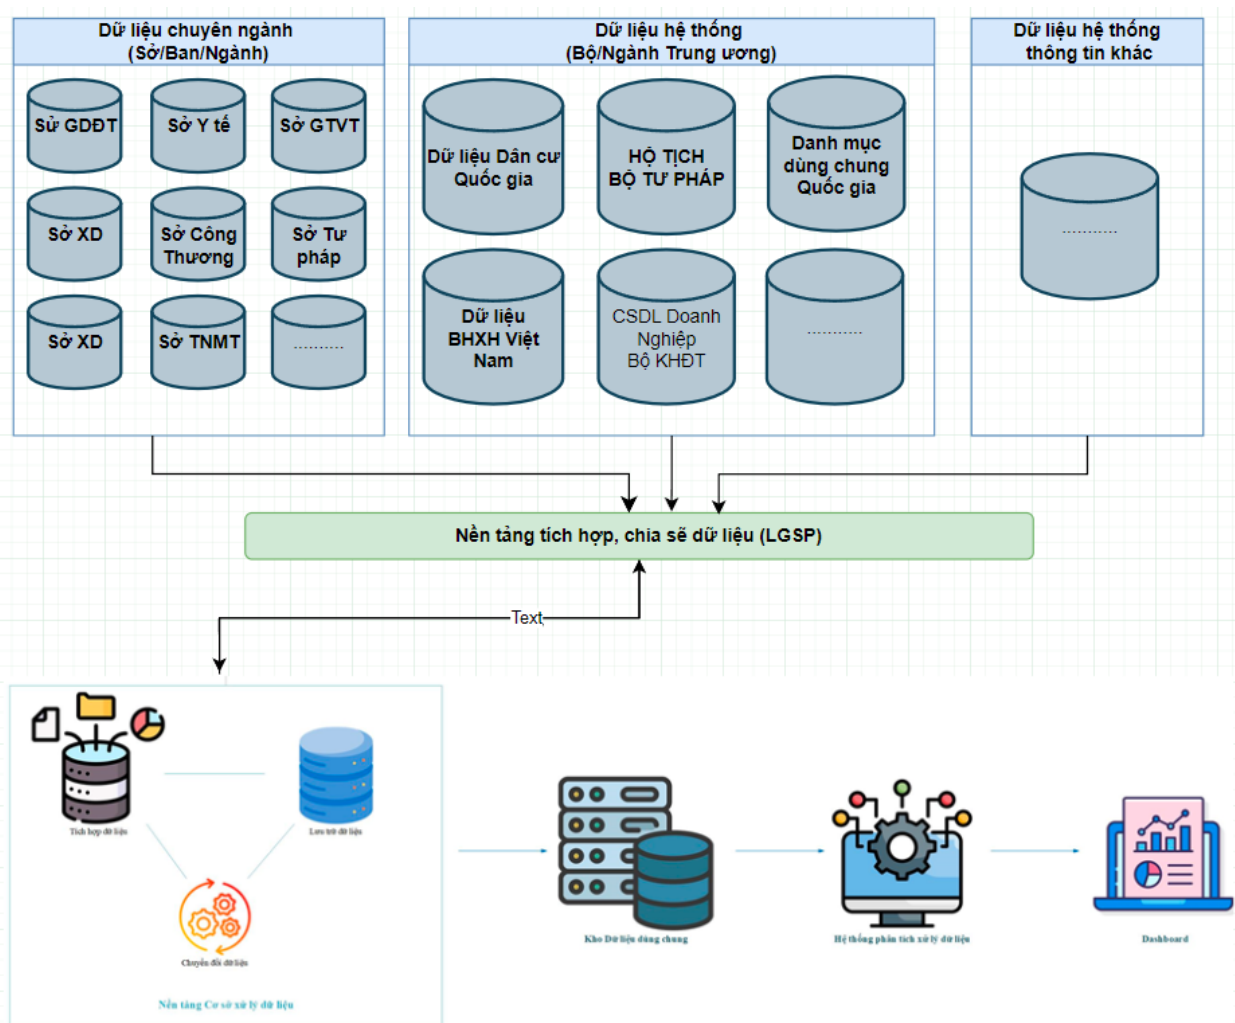 Dữ liệu chuyên ngành
(Sở/Ban/Ngành)
Sử GDĐT
Sở Y tế
Sở GTVT
Sở XD
Sở Công
Thương
Sở Tư
pháp
Sở XD
Sở TNMT
..........
Dữ liệu hệ thống
(Bộ/Ngành Trung ương)
Dữ liệu Dân cư
Quốc gia
HỘ TỊCH
BỘ TƯ PHÁP
Danh mục
dùng chung
Quốc gia
Dữ liệu
BHXH Việt
Nam
CSDL Doanh
Nghiệp
Bộ KHĐT
...........
Dữ liệu hệ thống
thông tin khác
...........
Nền tảng tích hợp, chia sẽ dữ liệu (LGSP)
Text
Tích hợp dữ liệu
Lưu trữ dữ liệu
Chuyển đổi dữ liệu
Nền tảng Cơ sở xử lý dữ liệu
Kho Dữ liệu dùng chung
Hệ thống phân tích xử lý dữ liệu
Dashboard